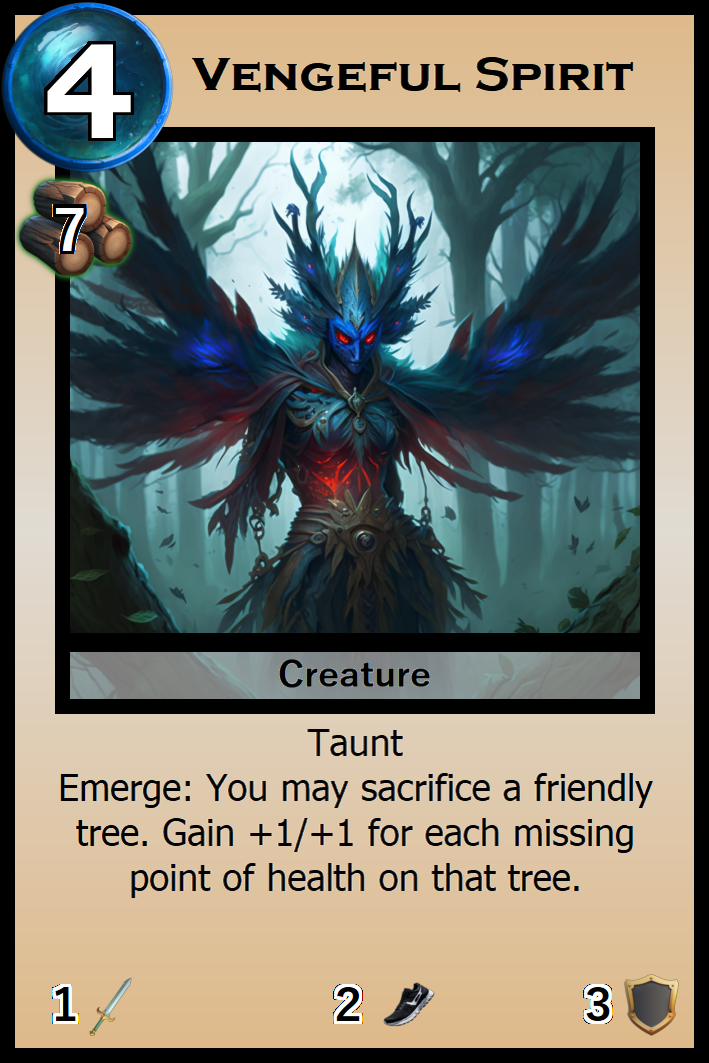 4
Vengeful Spirit
7
Creature
Taunt
Emerge: You may sacrifice a friendly
tree. Gain +1/+1 for each missing
point of health on that tree.
1 2 3